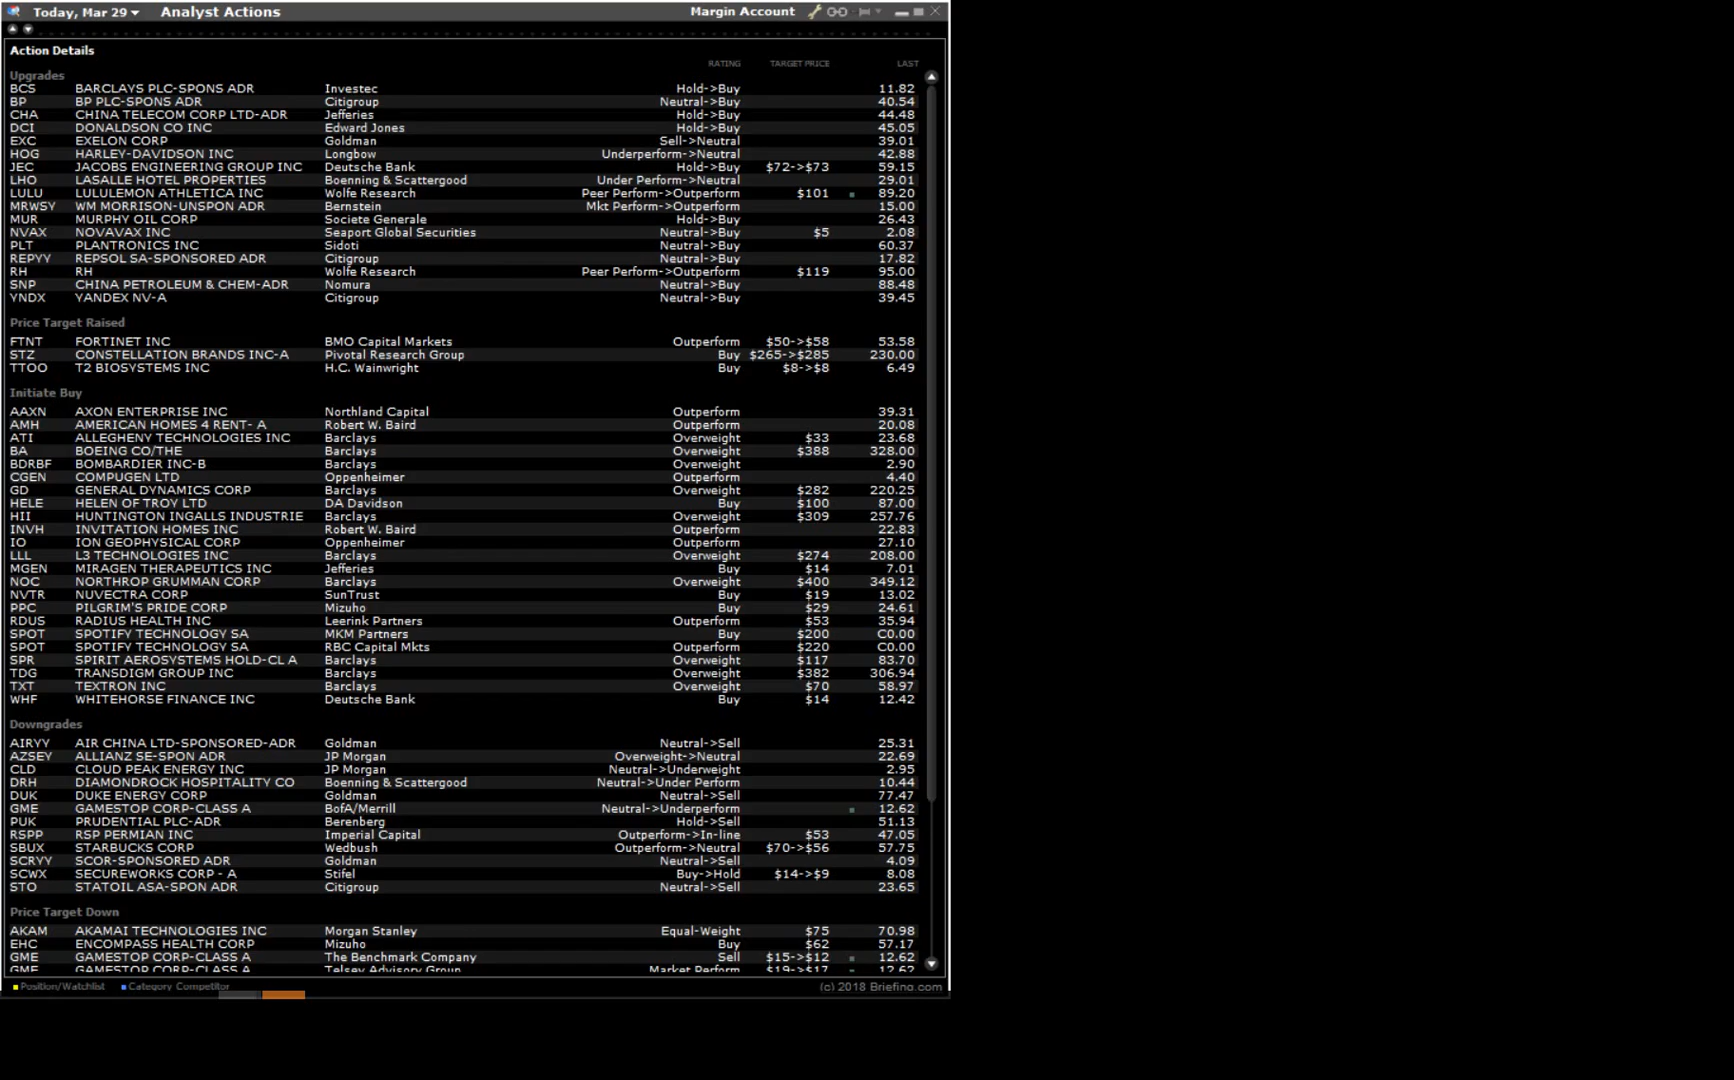 Today, Mar 29 Analyst Actions Margin Account
Action Details
RATING TARGET PRICE LAST
Upgrades
BCS BARCLAYS PLC-SPONS ADR Investec Hold->Buy 11.82
BP BP PLC-SPONS ADR Citigroup Neutral->Buy 40.54
CHA CHINA TELECOM CORP LTD-ADR Jefferies Hold->Buy 44.48
DCI DONALDSON CO INC Edward Jones Hold->Buy 45.05
EXC EXELON CORP Goldman Sell->Neutral 39.01
HOG HARLEY-DAVIDSON INC Longbow Underperform->Neutral 42.88
JEC JACOBS ENGINEERING GROUP INC Deutsche Bank Hold->Buy $72->$73 59.15
LHO LASALLE HOTEL PROPERTIES Boenning & Scattergood Under Perform->Neutral 29.01
LULU LULULEMON ATHLETICA INC Wolfe Research Peer Perform->Outperform $101 89.20
MRWSY WM MORRISON-UNSPON ADR Bernstein Mkt Perform->Outperform 15.00
MUR MURPHY OIL CORP Societe Generale Hold->Buy 26.43
NVAX NOVAVAX INC Seaport Global Securities Neutral->Buy $5 2.08
PLT PLANTRONICS INC Sidoti Neutral->Buy 60.37
REPYY REPSOL SA-SPONSORED ADR Citigroup Neutral->Buy 17.82
RH RH Wolfe Research Peer Perform->Outperform $119 95.00
SNP CHINA PETROLEUM & CHEM-ADR Nomura Neutral->Buy 88.48
YNDX YANDEX NV-A Citigroup Neutral->Buy 39.45
Price Target Raised
FTNT FORTINET INC BMO Capital Markets Outperform $50->$58 53.58
STZ CONSTELLATION BRANDS INC-A Pivotal Research Group Buy $265->$285 230.00
TTOO T2 BIOSYSTEMS INC H.C. Wainwright Buy $8->$8 6.49
Initiate Buy
AAXN AXON ENTERPRISE INC Northland Capital Outperform 39.31
AMH AMERICAN HOMES 4 RENT- A Robert W. Baird Outperform 20.08
ATI ALLEGHENY TECHNOLOGIES INC Barclays Overweight $33 23.68
BA BOEING CO/THE Barclays Overweight $388 328.00
BDRBF BOMBARDIER INC-B Barclays Overweight 2.90
CGEN COMPUGEN LTD Oppenheimer Outperform 4.40
GD GENERAL DYNAMICS CORP Barclays Overweight $282 220.25
HELE HELEN OF TROY LTD DA Davidson Buy $100 87.00
HII HUNTINGTON INGALLS INDUSTRIE Barclays Overweight $309 257.76
INVH INVITATION HOMES INC Robert W. Baird Outperform 22.83
IO ION GEOPHYSICAL CORP Oppenheimer Outperform 27.10
LLL L3 TECHNOLOGIES INC Barclays Overweight $274 208.00
MGEN MIRAGEN THERAPEUTICS INC Jefferies Buy $14 7.01
NOC NORTHROP GRUMMAN CORP Barclays Overweight $400 349.12
NVTR NUVECTRA CORP SunTrust Buy $19 13.02
PPC PILGRIM'S PRIDE CORP Mizuho Buy $29 24.61
RDUS RADIUS HEALTH INC Leerink Partners Outperform $53 35.94
SPOT SPOTIFY TECHNOLOGY SA MKM Partners Buy $200 C0.00
SPOT SPOTIFY TECHNOLOGY SA RBC Capital Mkts Outperform $220 C0.00
SPR SPIRIT AEROSYSTEMS HOLD-CL A Barclays Overweight $117 83.70
TDG TRANSDIGM GROUP INC Barclays Overweight $382 306.94
TXT TEXTRON INC Barclays Overweight $70 58.97
WHF WHITEHORSE FINANCE INC Deutsche Bank Buy $14 12.42
Downgrades
AIRYY AIR CHINA LTD-SPONSORED-ADR Goldman Neutral->Sell 25.31
AZSEY ALLIANZ SE-SPON ADR JP Morgan Overweight->Neutral 22.69
CLD CLOUD PEAK ENERGY INC JP Morgan Neutral->Underweight 2.95
DRH DIAMONDROCK HOSPITALITY CO Boenning & Scattergood Neutral->Under Perform 10.44
DUK DUKE ENERGY CORP Goldman Neutral->Sell 77.47
GME GAMESTOP CORP-CLASS A BofA/Merrill Neutral->Underperform 12.62
PUK PRUDENTIAL PLC-ADR Berenberg Hold->Sell 51.13
RSPP RSP PERMIAN INC Imperial Capital Outperform->In-line $53 47.05
SBUX STARBUCKS CORP Wedbush Outperform->Neutral $70->$56 57.75
SCRYY SCOR-SPONSORED ADR Goldman Neutral->Sell 4.09
SCWX SECUREWORKS CORP - A Stifel Buy->Hold $14->$9 8.08
STO STATOIL ASA-SPON ADR Citigroup Neutral->Sell 23.65
Price Target Down
AKAM AKAMAI TECHNOLOGIES INC Morgan Stanley Equal-Weight $75 70.98
EHC ENCOMPASS HEALTH CORP Mizuho Buy $62 57.17
GME GAMESTOP CORP-CLASS A The Benchmark Company Sell $15->$12 12.62
GME GAMESTOP CORP-CLASS A Telsey Advisory Group Market Perform $19->$17 12.62
Position/Watchlist Category Competitor (c) 2018 Briefing.com